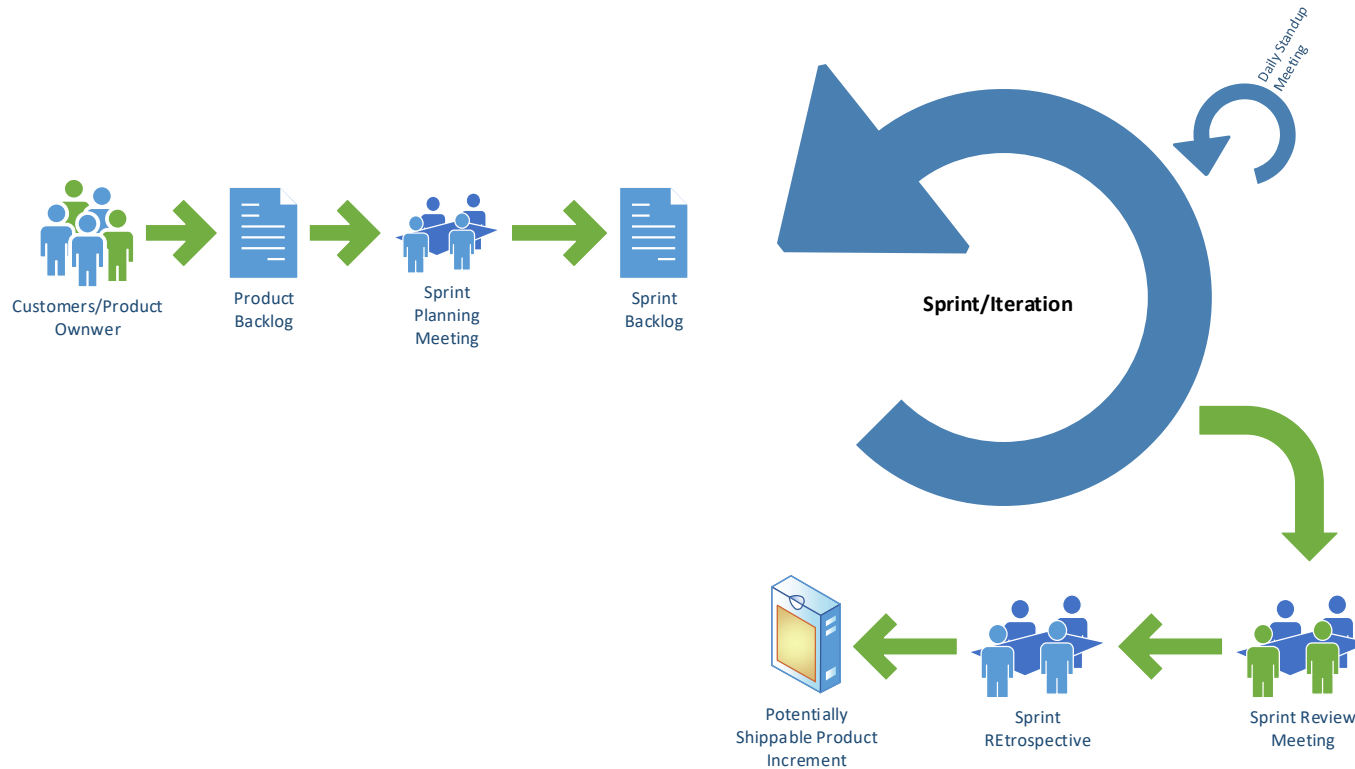 Daily Standup
Meeting
Customers/Product
Ownwer
Product
Backlog
Sprint
Planning
Meeting
Sprint
Backlog
Sprint/Iteration
Potentially
Shippable Product
Increment
Sprint
REtrospective
Sprint Review
Meeting